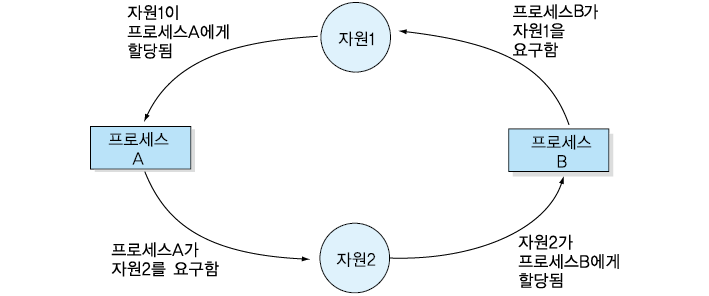 자원1이
프로세스A에게
할당됨
자원1
프로세스B가
자원1을
요구함
프로세스
A
프로세스
B
프로세스A가
자원2를 요구함
자원2
자원2가
프로세스B에게
할당됨